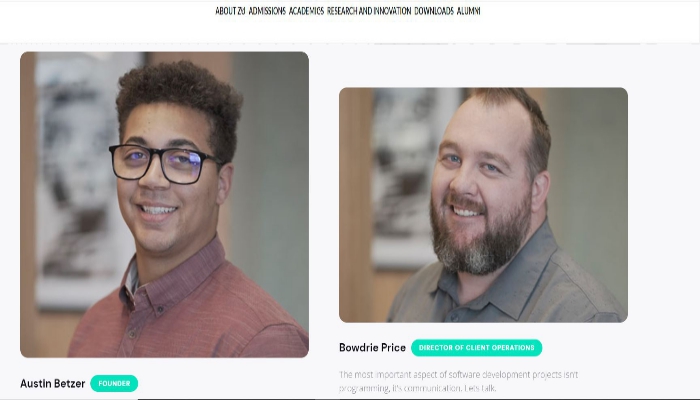 ABOUT ZU ADMISSIONS ACADEMICS RESEARCH AND INNOVATION DOWNLOADS ALUMNI
Bowdrie Price DIRECTOR OF CLIENT OPERATIONS
The most important aspect of software development projects isn't
programming, it's communication. Lets talk.
Austin Betzer FOUNDER